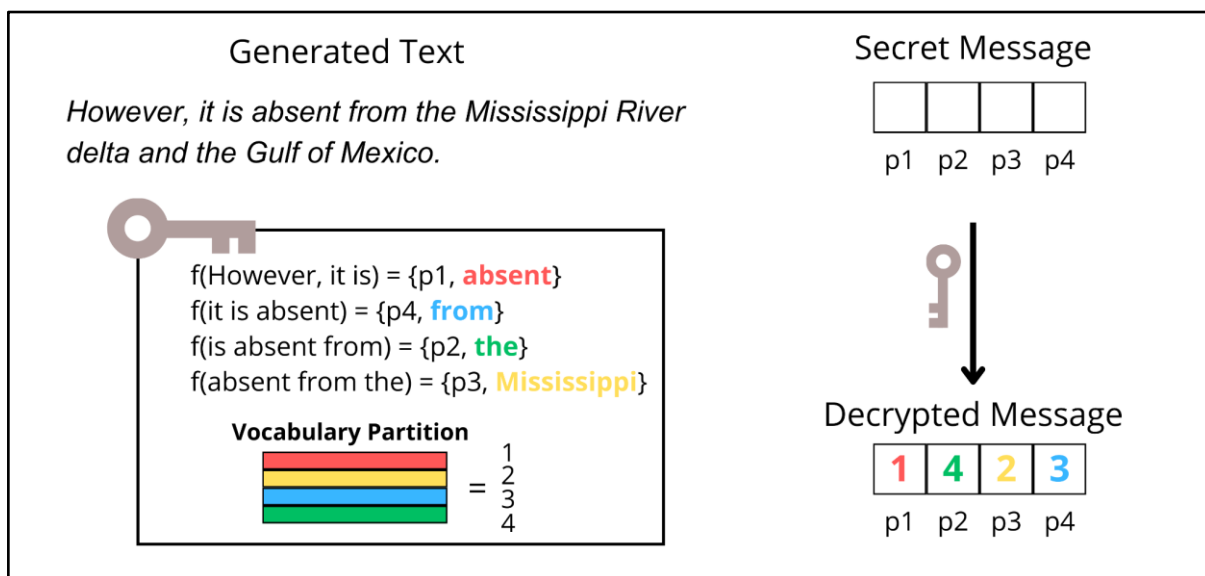 Generated Text
However, it is absent from the Mississippi River
delta and the Gulf of Mexico.
f(However, it is) = {p1, absent}
f(it is absent) = {p4, from}
f(is absent from) = {p2, the}
f(absent from the) = {p3, Mississippi}
Vocabulary Partition
= 1
2
3
4
Secret Message
p1 p2 p3 p4
Decrypted Message
1 4 2 3
p1 p2 p3 p4